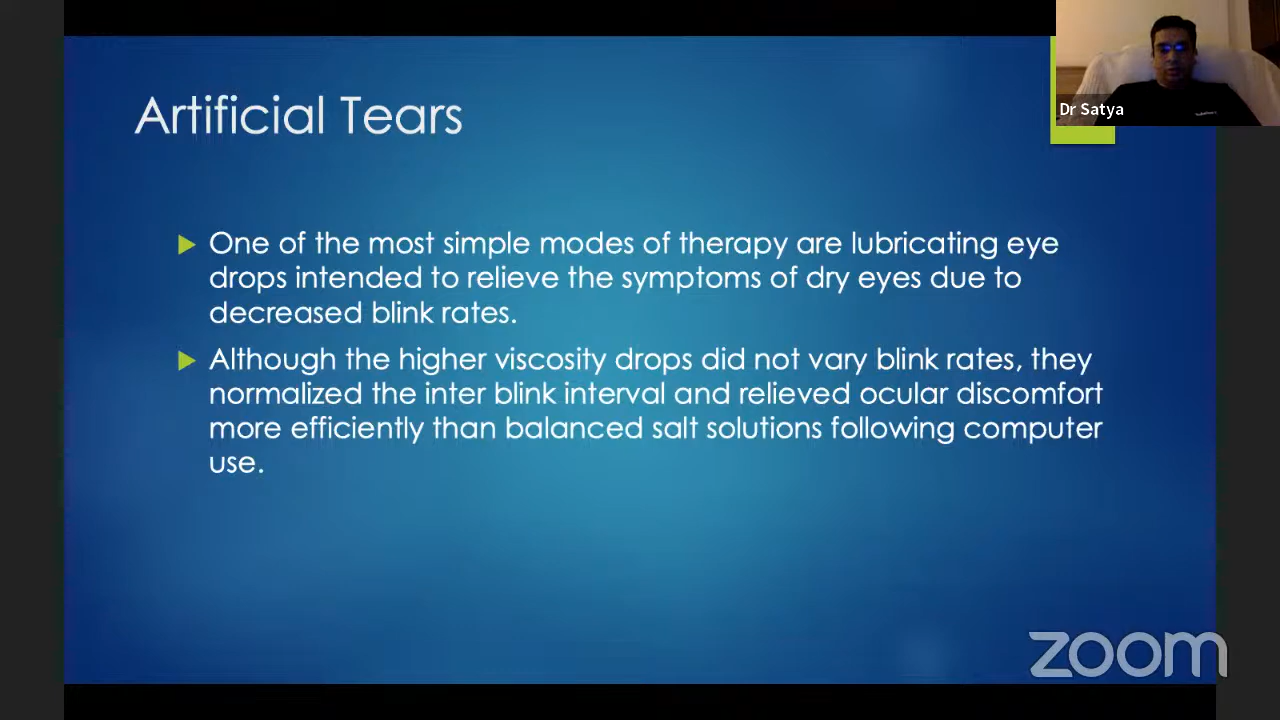 Dr Satya
Artificial Tears
One of the most simple modes of therapy are lubricating eye
drops intended to relieve the symptoms of dry eyes due to
decreased blink rates.
Although the higher viscosity drops did not vary blink rates, they
normalized the inter blink interval and relieved ocular discomfort
more efficiently than balanced salt solutions following computer
use.
zoom